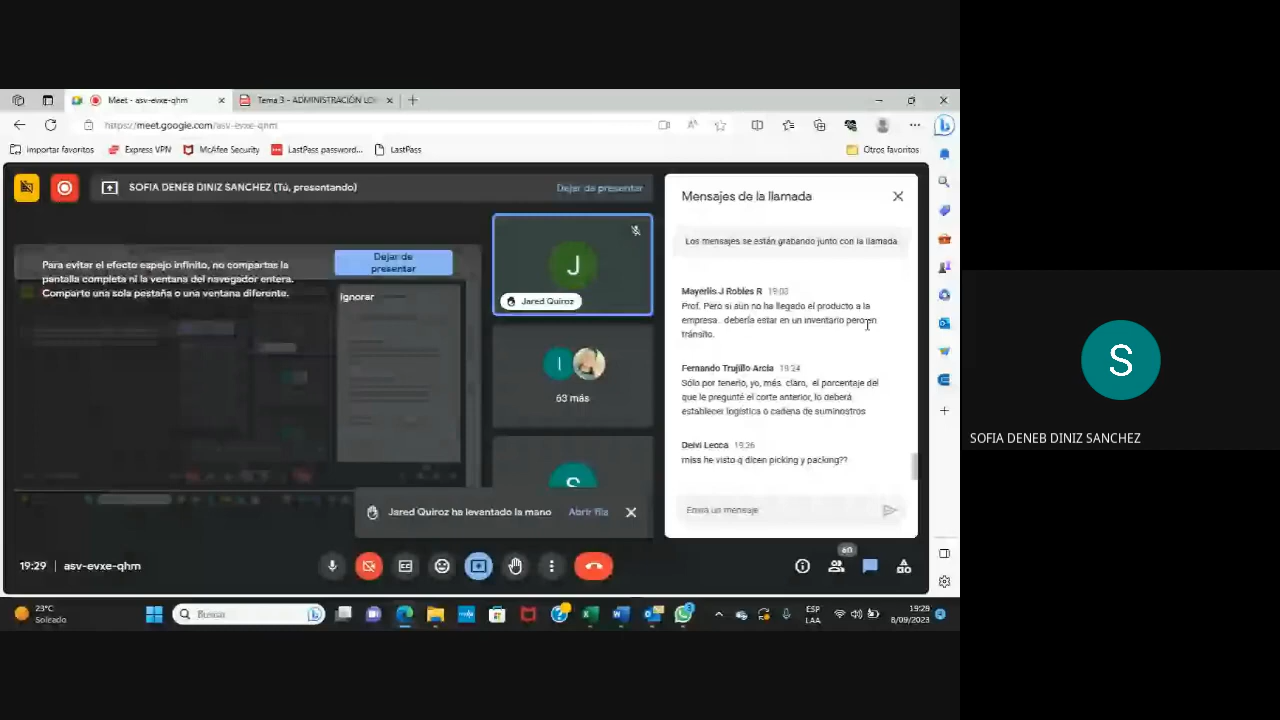 Meet - asv-evxe-qhm
Tema 3 - ADMINISTRACIÓN LO
https://meet.google.com/asv-evxe-qhm
Importar favoritos
Express VPN
McAfee Security
LastPass password...
LastPass
Otros favoritos
SOFIA DENEB DINIZ SANCHEZ (Tú, presentando)
Dejar de presentar
Para evitar el efecto espejo infinito, no compartas la
pantalla completa ni la ventana del navegador entera.
Comparto una sola pestaña o una ventana diferente.
Dejar de
presentar
Ignorar
J
Jared Quiroz
I
63 más
S
Jared Quiroz ha levantado la mano
Abrir fila
Mensajes de la llamada
Los mensajes se están grabando junto con la llamada
Mayerlis J Robles R 19:03
Prof. Pero si aun no ha llegado el producto a la
empresa . debería estar en un inventario pero en
tránsito.
Fernando Trujillo Arcia 19:24
Sólo por tenerlo, yo, más claro, el porcentaje del
que le pregunté el corte anterior, lo deberá
establecer logística o cadena de suminostros
Deivi Lecca 19:26
miss he visto q dicen picking y packing??
Envía un mensaje
19:29 | asv-evxe-qhm
60
23°C
Soleado
Buscar
ESP
LAA
19:29
8/09/2023
S
SOFIA DENEB DINIZ SANCHEZ